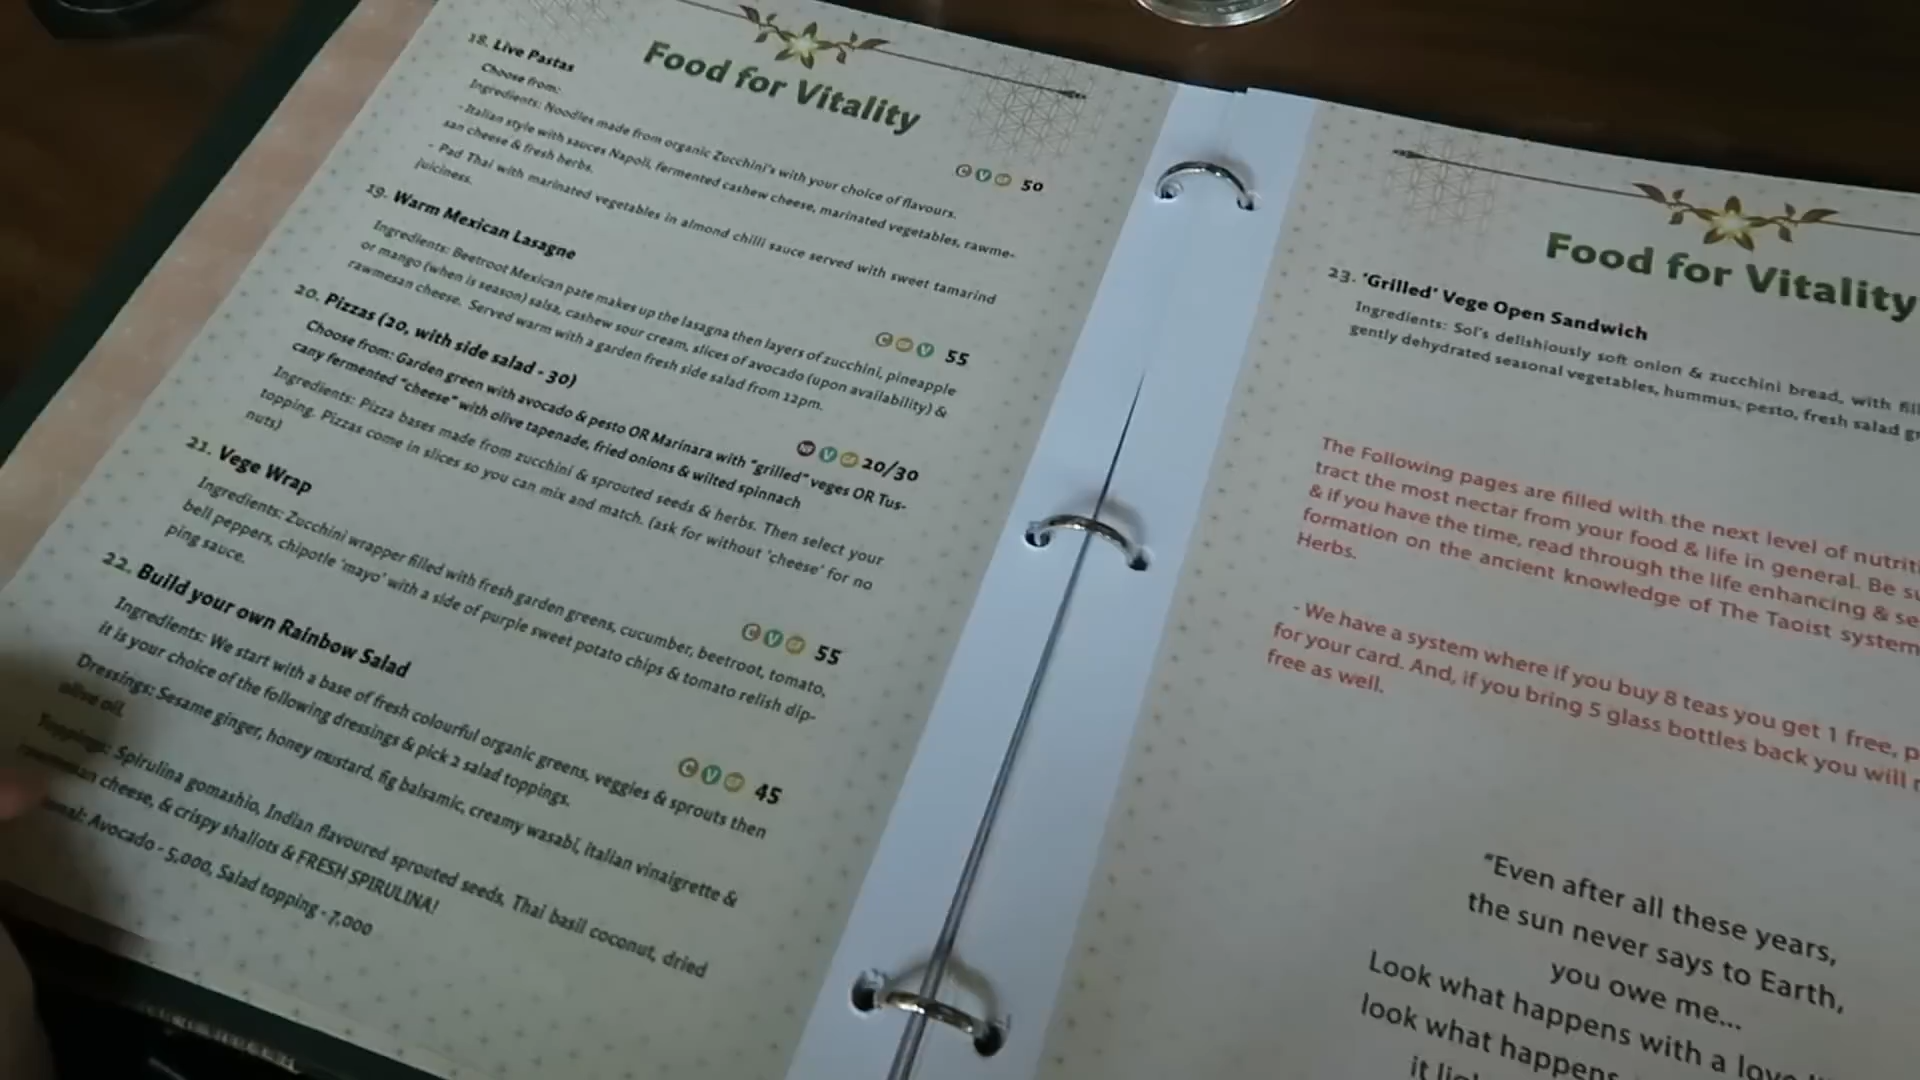 Food for Vitality
18. Live Pastas
Choose from:
Ingredients: Noodles made from organic Zucchini's with your choice of flavours.
C V GF 50
- Italian style with sauces Napoli, fermented cashew cheese, marinated vegetables, rawme-
san cheese & fresh herbs.
- Pad Thai with marinated vegetables in almond chilli sauce served with sweet tamarind
juiciness.
19. Warm Mexican Lasagne
C GF V 55
Ingredients: Beetroot Mexican pate makes up the lasagna then layers of zucchini, pineapple
or mango (when is season) salsa, cashew sour cream, slices of avocado (upon availability) &
rawmesan cheese. Served warm with a garden fresh side salad from 12pm.
20. Pizzas (20, with side salad - 30)
V GF 20/30
Choose from: Garden green with avocado & pesto OR Marinara with "grilled" veges OR Tus-
cany fermented "cheese" with olive tapenade, fried onions & wilted spinnach
Ingredients: Pizza bases made from zucchini & sprouted seeds & herbs. Then select your
topping. Pizzas come in slices so you can mix and match. (ask for without 'cheese' for no
nuts)
21. Vege Wrap
C V GF 55
Ingredients: Zucchini wrapper filled with fresh garden greens, cucumber, beetroot, tomato,
bell peppers, chipotle 'mayo' with a side of purple sweet potato chips & tomato relish dip-
ping sauce.
22. Build your own Rainbow Salad
C V GF 45
Ingredients: We start with a base of fresh colourful organic greens, veggies & sprouts then
it is your choice of the following dressings & pick 2 salad toppings.
Dressings: Sesame ginger, honey mustard, fig balsamic, creamy wasabi, italian vinaigrette &
olive oil.
Toppings: Spirulina gomashio, Indian flavoured sprouted seeds, Thai basil coconut, dried
rawmesan cheese, & crispy shallots & FRESH SPIRULINA!
Avocado - 5,000, Salad topping - 7,000
Food for Vitality
23. 'Grilled' Vege Open Sandwich
Ingredients: Sol's delishiously soft onion & zucchini bread, with
gently dehydrated seasonal vegetables, hummus, pesto, fresh salad
The Following pages are filled with the next level of
tract the most nectar from your food & life in general. Be
& if you have the time, read through the life enhancing &
formation on the ancient knowledge of The Taoist system
Herbs.
- We have a system where if you buy 8 teas you get 1 free,
for your card. And, if you bring 5 glass bottles back you will
free as well.
"Even after all these years,
the sun never says to Earth,
you owe me...
Look what happens with a
look what happens
it